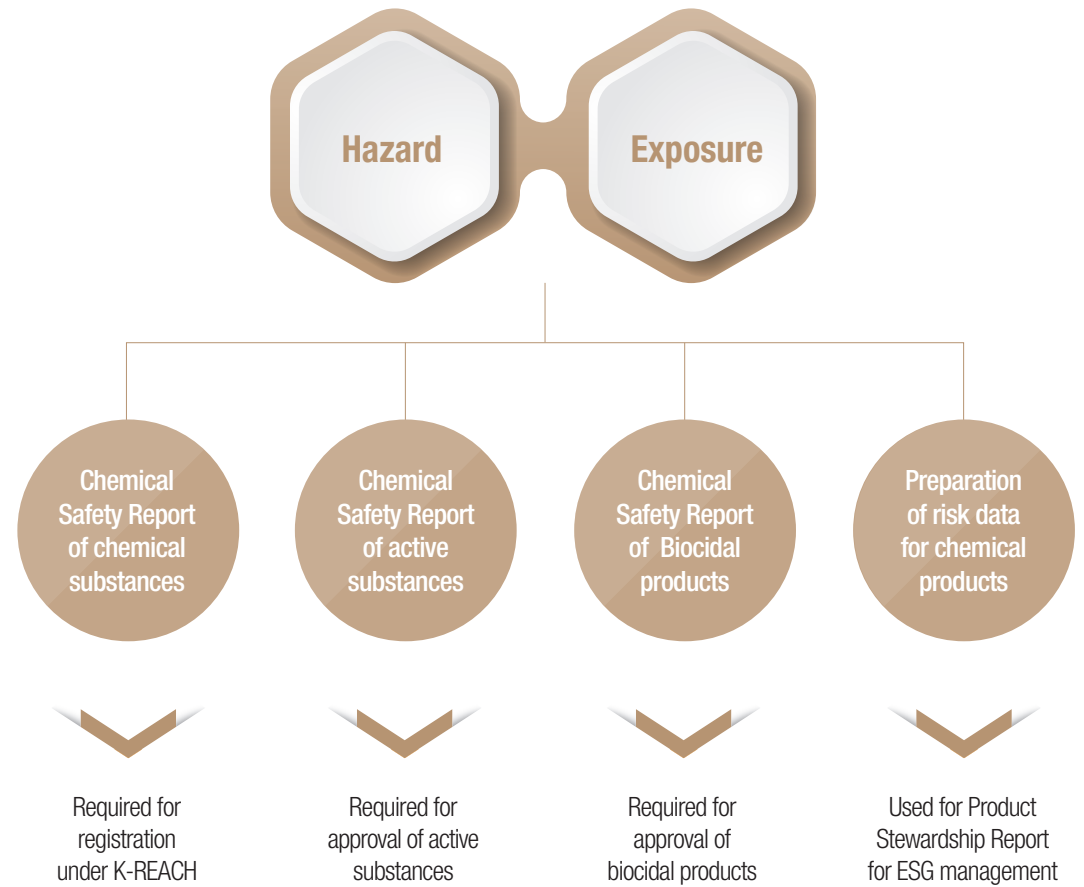 Hazard
Exposure
Chemical
Safety Report
of chemical
substances
Chemical
Safety Report
of active
substances
Chemical
Safety Report
of Biocidal
products
Preparation
of risk data
for chemical
products
Required for
registration
under K-REACH
Required for
approval of active
substances
Required for
approval of
biocidal products
Used for Product
Stewardship Report
for ESG management